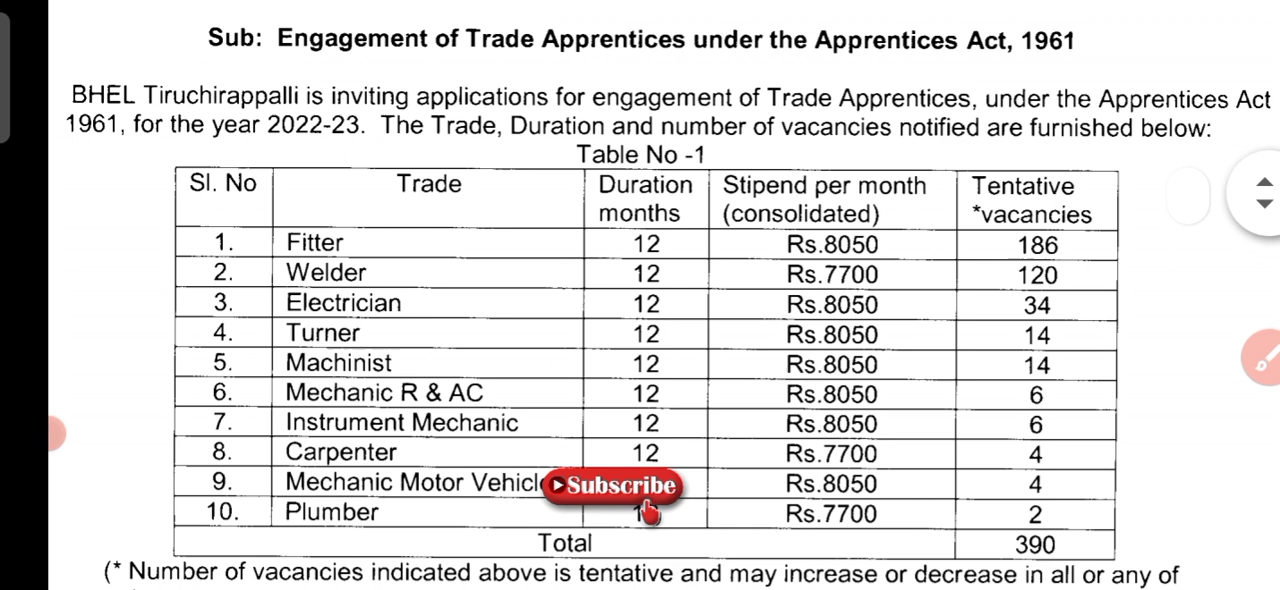 Sub: Engagement of Trade Apprentices under the Apprentices Act, 1961
BHEL Tiruchirappalli is inviting applications for engagement of Trade Apprentices, under the Apprentices Act
1961, for the year 2022-23. The Trade, Duration and number of vacancies notified are furnished below:
Table No -1
Sl. No Trade Duration months Stipend per month (consolidated) Tentative *vacancies
1. Fitter 12 Rs.8050 186
2. Welder 12 Rs.7700 120
3. Electrician 12 Rs.8050 34
4. Turner 12 Rs.8050 14
5. Machinist 12 Rs.8050 14
6. Mechanic R & AC 12 Rs.8050 6
7. Instrument Mechanic 12 Rs.8050 6
8. Carpenter 12 Rs.7700 4
9. Mechanic Motor Vehicle Subscribe Rs.8050 4
10. Plumber Rs.7700 2
Total 390
(* Number of vacancies indicated above is tentative and may increase or decrease in all or any of